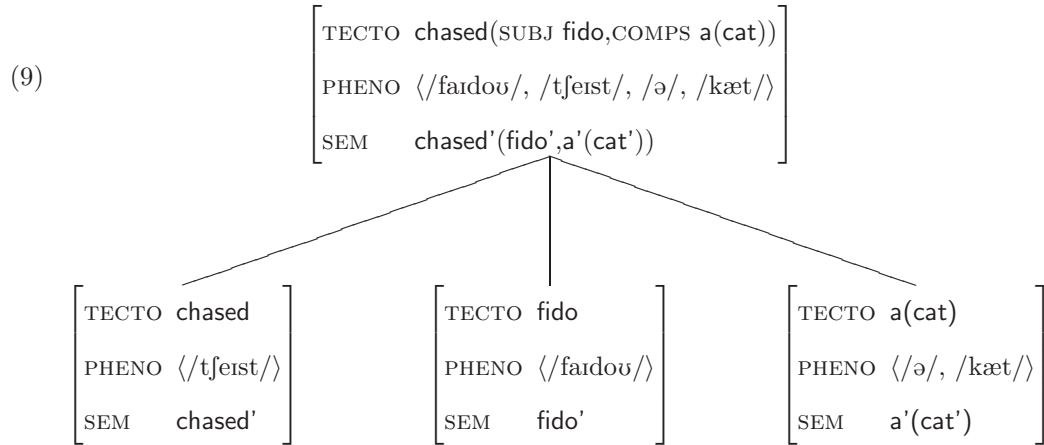 TECTO chased(SUBJ fido,COMPS a(cat))
(9) PHENO ⟨/faɪdoʊ/, /tʃeɪst/, /ə/, /kæt/⟩
SEM chased'(fido',a'(cat'))
TECTO chased
PHENO ⟨/tʃeɪst/⟩
SEM chased'
TECTO fido
PHENO ⟨/faɪdoʊ/⟩
SEM fido'
TECTO a(cat)
PHENO ⟨/ə/, /kæt/⟩
SEM a'(cat')